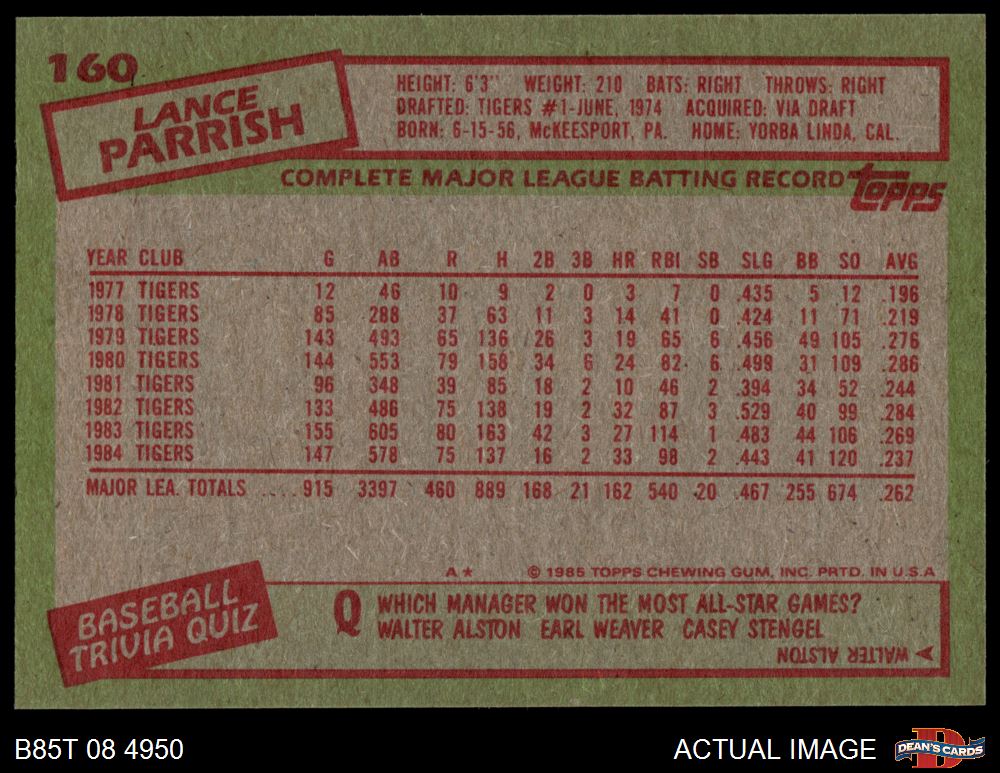 160
LANCE
PARRISH
HEIGHT: 6'3" WEIGHT: 210 BATS: RIGHT THROWS: RIGHT
DRAFTED: TIGERS #1-JUNE, 1974 ACQUIRED: VIA DRAFT
BORN: 6-15-56, McKEESPORT, PA. HOME: YORBA LINDA, CAL.
COMPLETE MAJOR LEAGUE BATTING RECORD topps
YEAR CLUB G AB R H 2B 3B HR RBI SB SLG BB SO AVG
1977 TIGERS 12 46 10 9 2 0 3 7 0 .435 5 12 .196
1978 TIGERS 85 288 37 63 11 3 14 41 0 .424 11 71 .219
1979 TIGERS 143 493 65 136 26 3 19 65 6 .456 49 105 .276
1980 TIGERS 144 553 79 158 34 6 24 82 6 .499 31 109 .286
1981 TIGERS 96 348 39 85 18 2 10 46 2 .394 34 52 .244
1982 TIGERS 133 486 75 138 19 2 32 87 3 .529 40 99 .284
1983 TIGERS 155 605 80 163 42 3 27 114 1 .483 44 106 .269
1984 TIGERS 147 578 75 137 16 2 33 98 2 .443 41 120 .237
MAJOR LEA. TOTALS .... 915 3397 460 889 168 21 162 540 20 .467 255 674 .262
A★ © 1985 TOPPS CHEWING GUM, INC. PRTD. IN U.S.A
BASEBALL
TRIVIA QUIZ
Q WHICH MANAGER WON THE MOST ALL-STAR GAMES?
WALTER ALSTON EARL WEAVER CASEY STENGEL
WALTER ALSTON
B85T 08 4950
ACTUAL IMAGE
D
DEAN'S CARDS